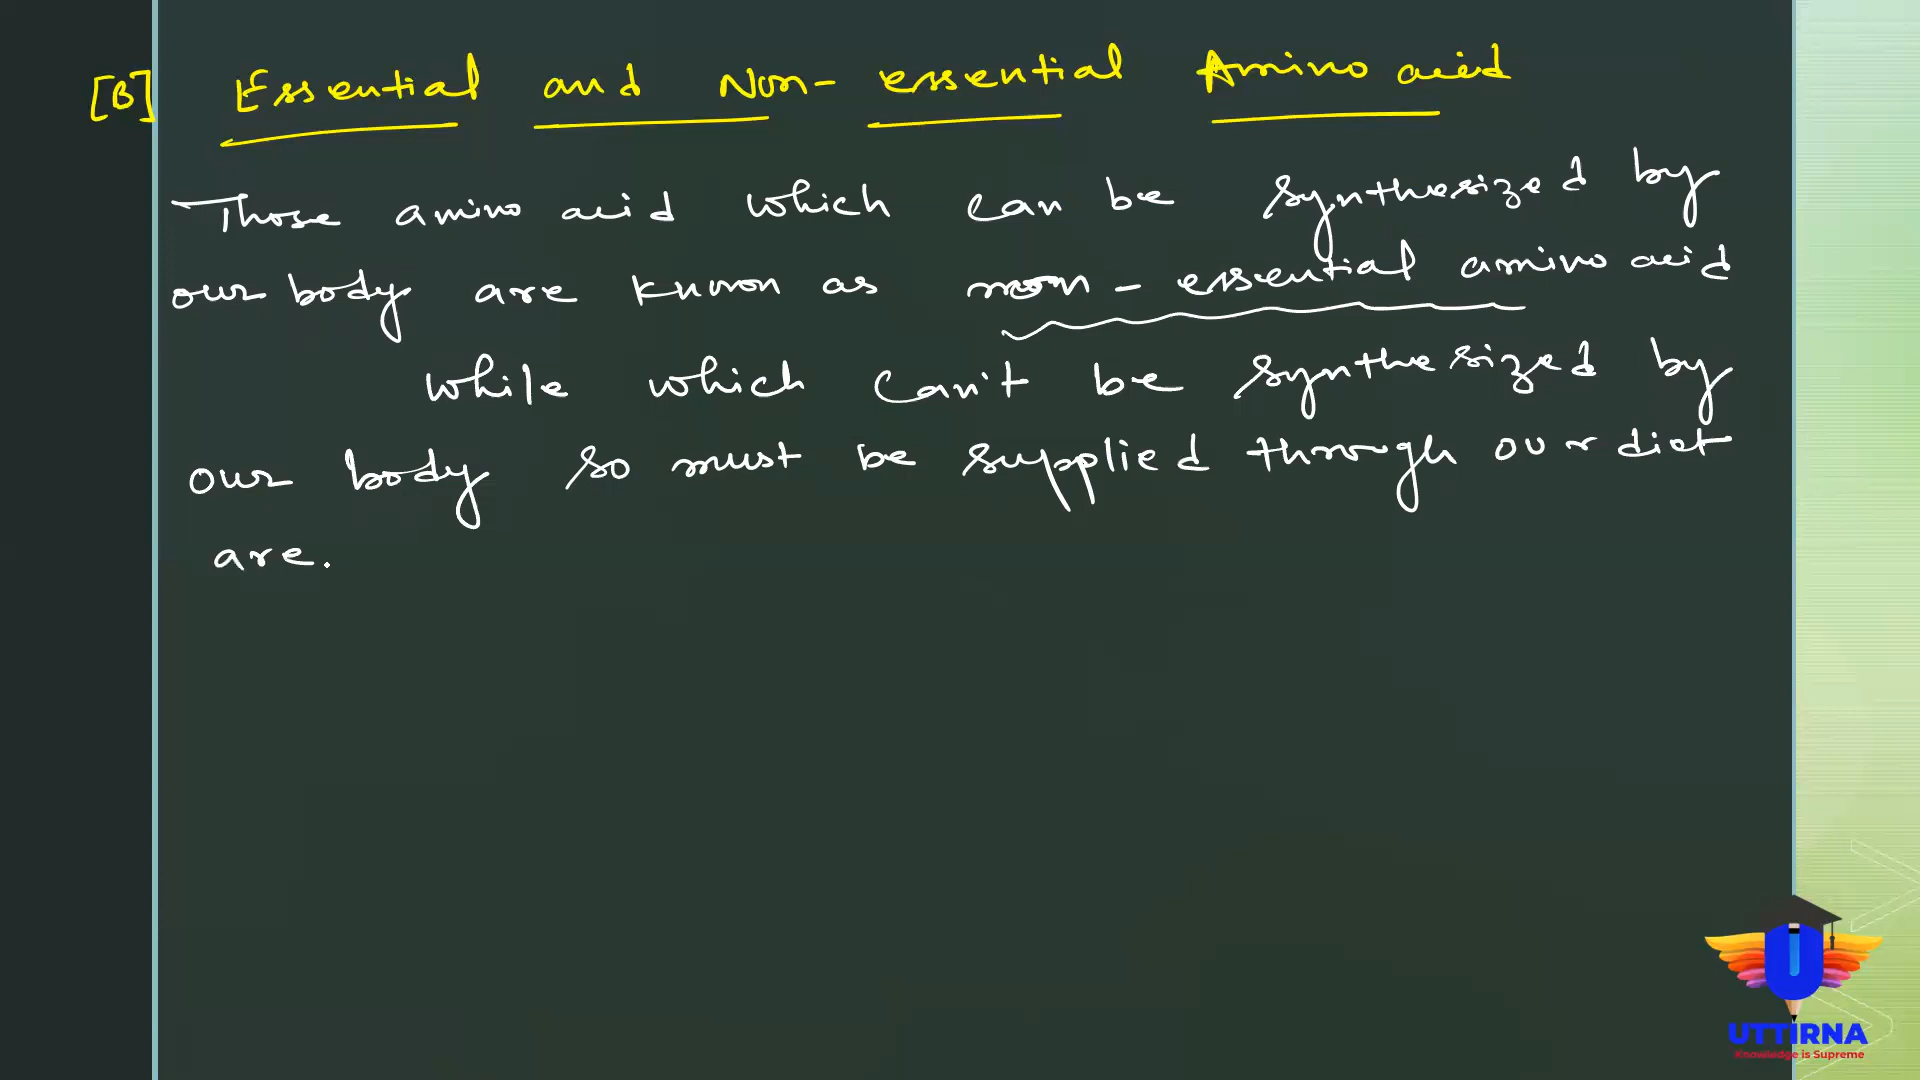 [B] Essential and Non-essential Amino acid
Those amino acid which can be synthesized by
our body are known as non-essential amino acid
while which can't be synthesized by
our body so must be supplied through our diet
are.
UTTIRNA
Knowledge is Supreme